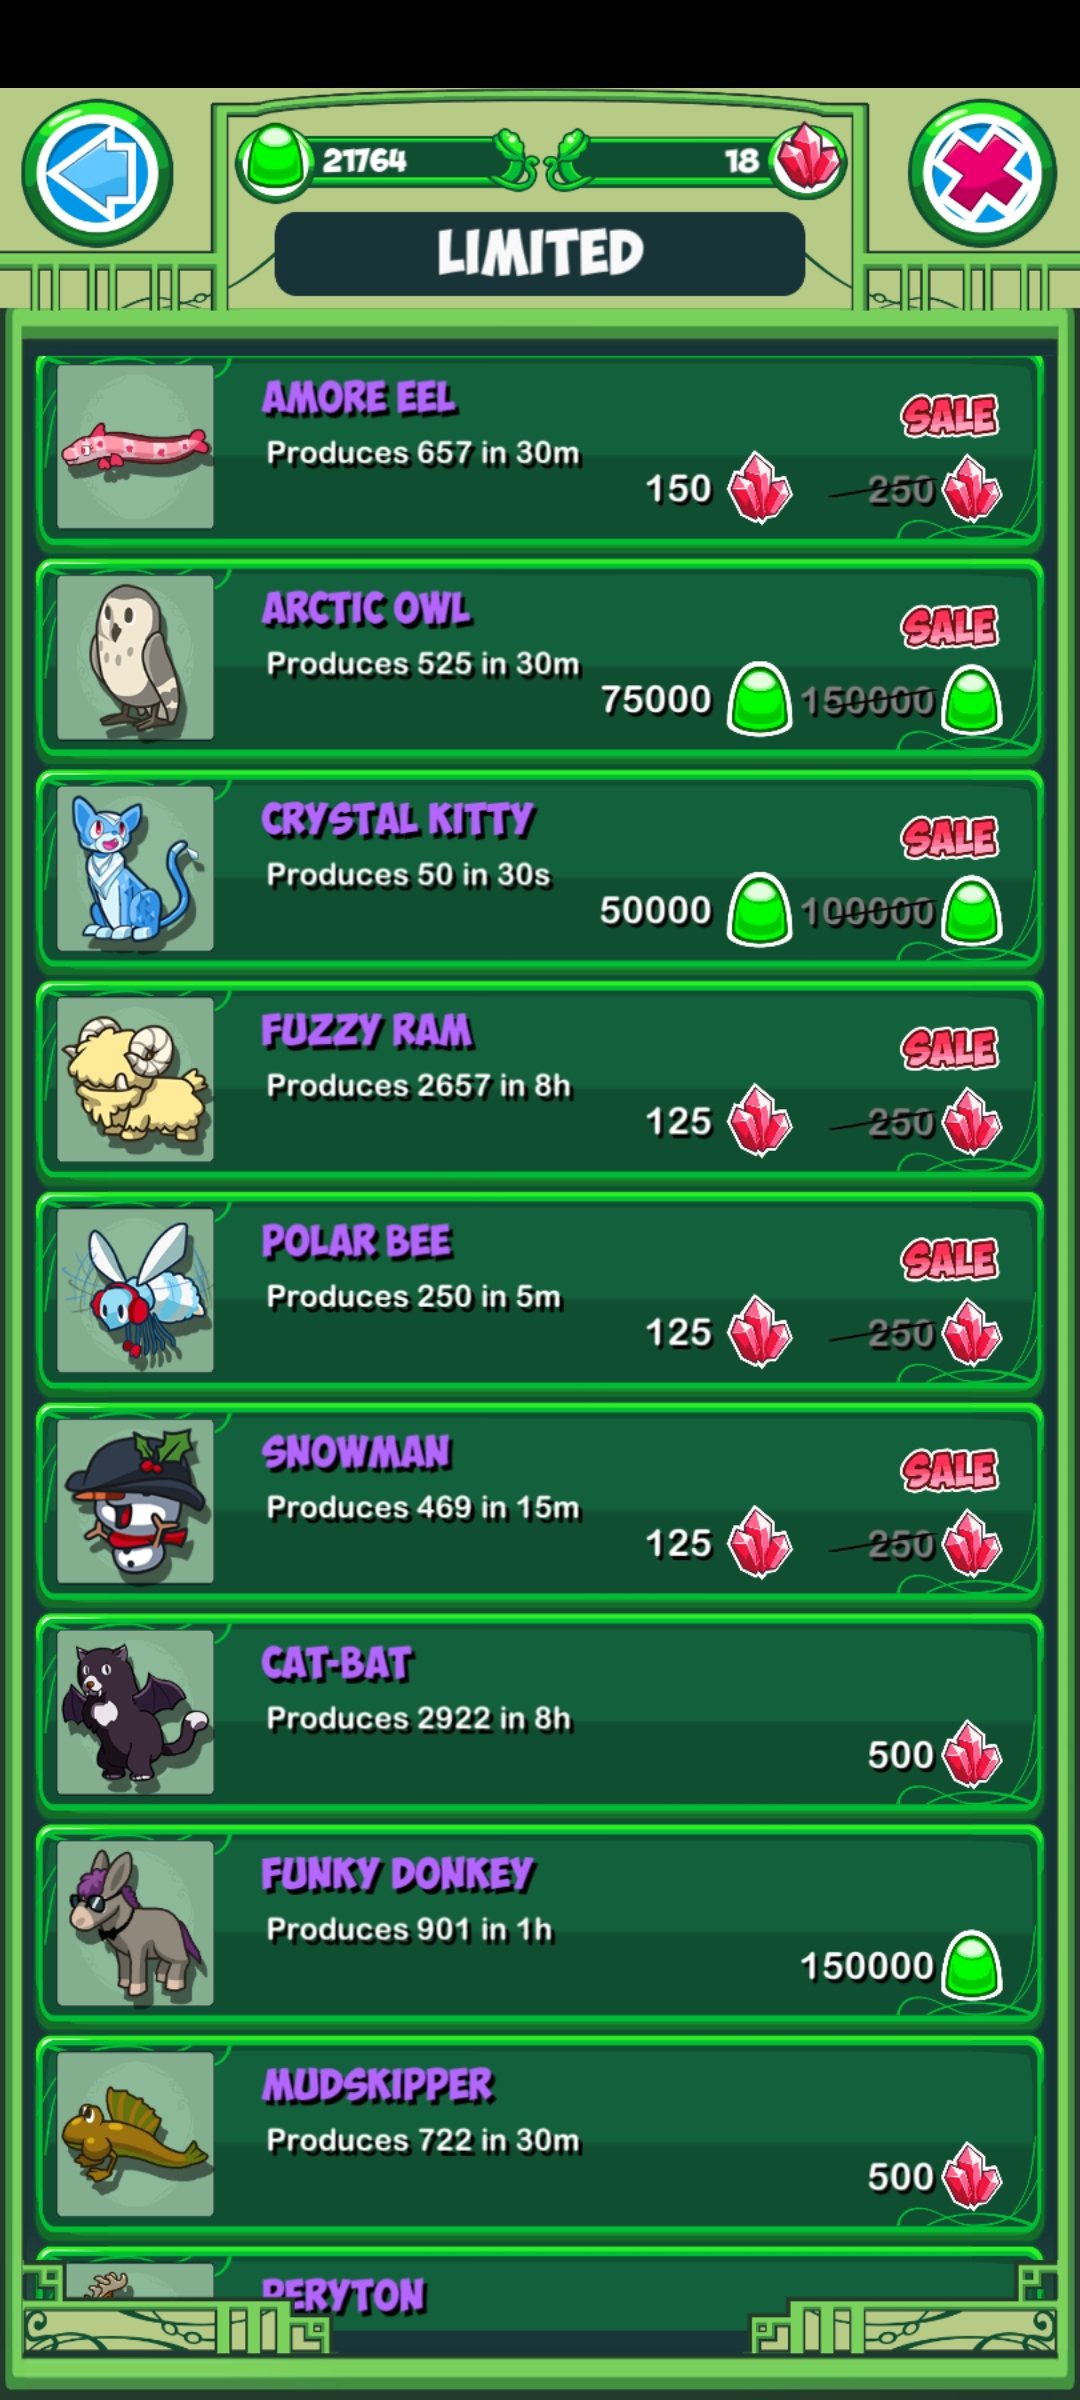 21764
18
LIMITED
AMORE EEL
SALE
Produces 657 in 30m
150 250
ARCTIC OWL
SALE
Produces 525 in 30m
75000 150000
CRYSTAL KITTY
SALE
Produces 50 in 30s
50000 100000
FUZZY RAM
SALE
Produces 2657 in 8h
125 250
POLAR BEE
SALE
Produces 250 in 5m
125 250
SNOWMAN
SALE
Produces 469 in 15m
125 250
CAT-BAT
Produces 2922 in 8h
500
FUNKY DONKEY
Produces 901 in 1h
150000
MUDSKIPPER
Produces 722 in 30m
500
PERYTON